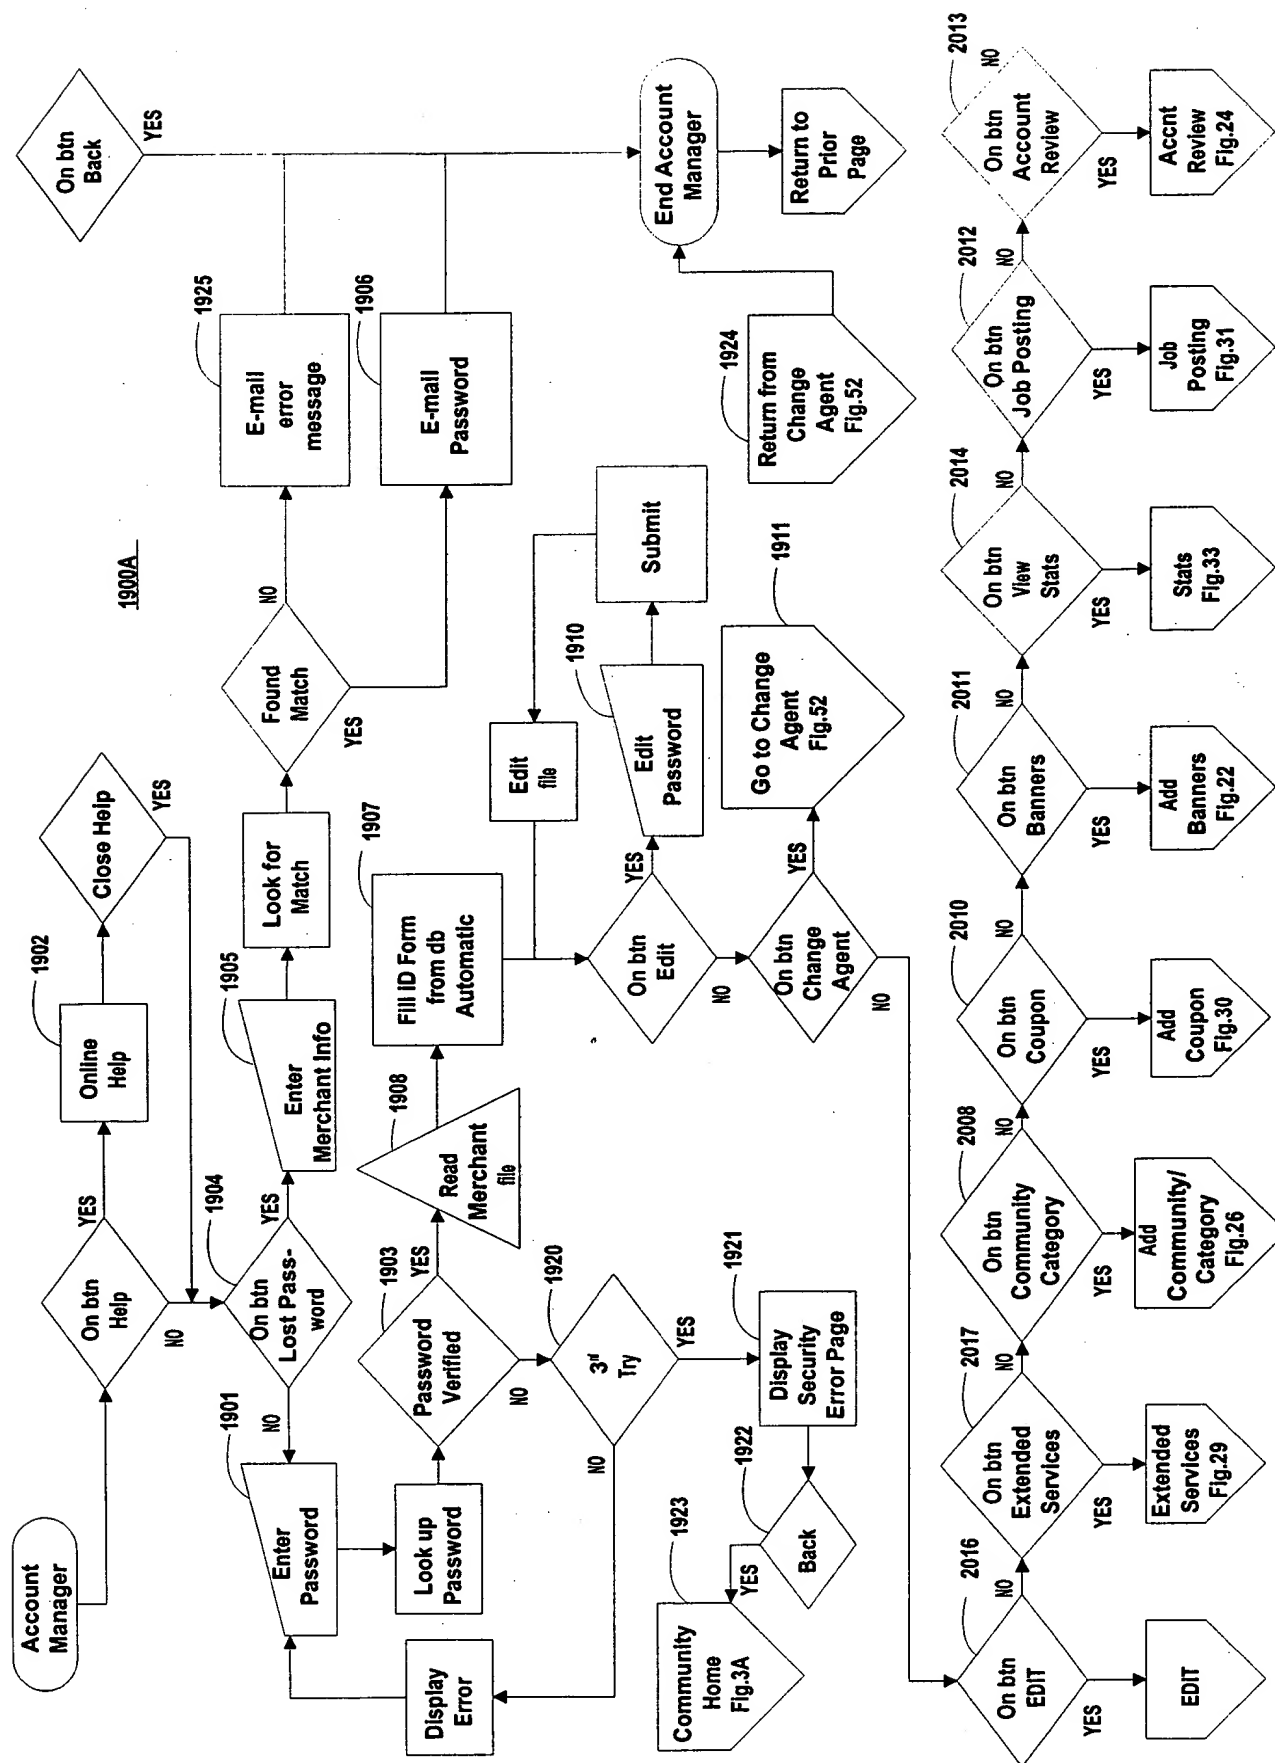 1900A
Account
Manager
On btn
Help
YES
NO
Online
Help
1902
Close Help
YES
On btn
Back
YES
On btn
Lost Pass-
word
1904
YES
NO
Enter
Merchant Info
1905
Look for
Match
Found
Match
NO
YES
E-mail
error
message
1925
E-mail
Password
1906
Enter
Password
1901
Look up
Password
Password
Verified
1903
YES
NO
Read
Merchant
file
1908
Fill ID Form
from db
Automatic
1907
Edit
file
Submit
Display
Error
3rd
Try
1920
NO
YES
On btn
Edit
YES
NO
Edit
Password
1910
Return from
Change
Agent
Fig.52
1924
End Account
Manager
Return to
Prior
Page
Community
Home
Fig.3A
1923
Back
1922
YES
Display
Security
Error Page
1921
On btn
Change
Agent
YES
NO
Go to Change
Agent
Fig.52
1911
On btn
EDIT
2016
NO
YES
On btn
Extended
Services
2017
NO
YES
On btn
Community
Category
2008
NO
YES
On btn
Coupon
2010
NO
YES
On btn
Banners
2011
NO
YES
On btn
View
Stats
2014
NO
YES
On btn
Job Posting
2012
NO
YES
On btn
Account
Review
2013
NO
YES
EDIT
Extended
Services
Fig.29
Add
Community/
Category
Fig.26
Add
Coupon
Fig.30
Add
Banners
Fig.22
Stats
Fig.33
Job
Posting
Fig.31
Accnt
Review
Fig.24